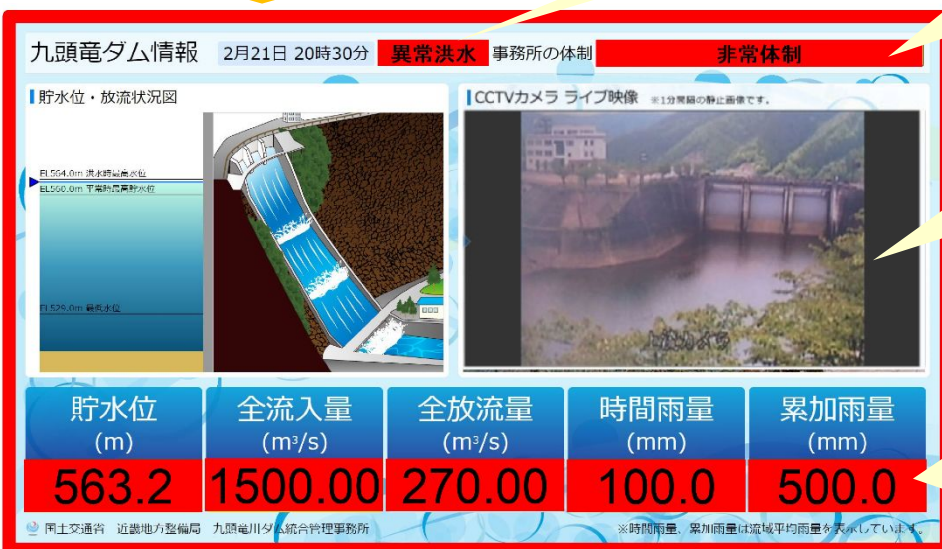 九頭竜ダム情報 2月21日 20時30分 異常洪水 事務所の体制 非常体制
貯水位・放流状況図
CCTVカメラ ライブ映像 ※1分間隔の静止画像です。
EL564.0m 洪水時最高水位
EL560.0m 平常時最高貯水位
EL529.0m 最低水位
上流カメラ
貯水位 全流入量 全放流量 時間雨量 累加雨量
(m) (m³/s) (m³/s) (mm) (mm)
563.2 1500.00 270.00 100.0 500.0
国土交通省 近畿地方整備局 九頭竜川ダム統合管理事務所 ※時間雨量、累加雨量は流域平均雨量を表示しています。